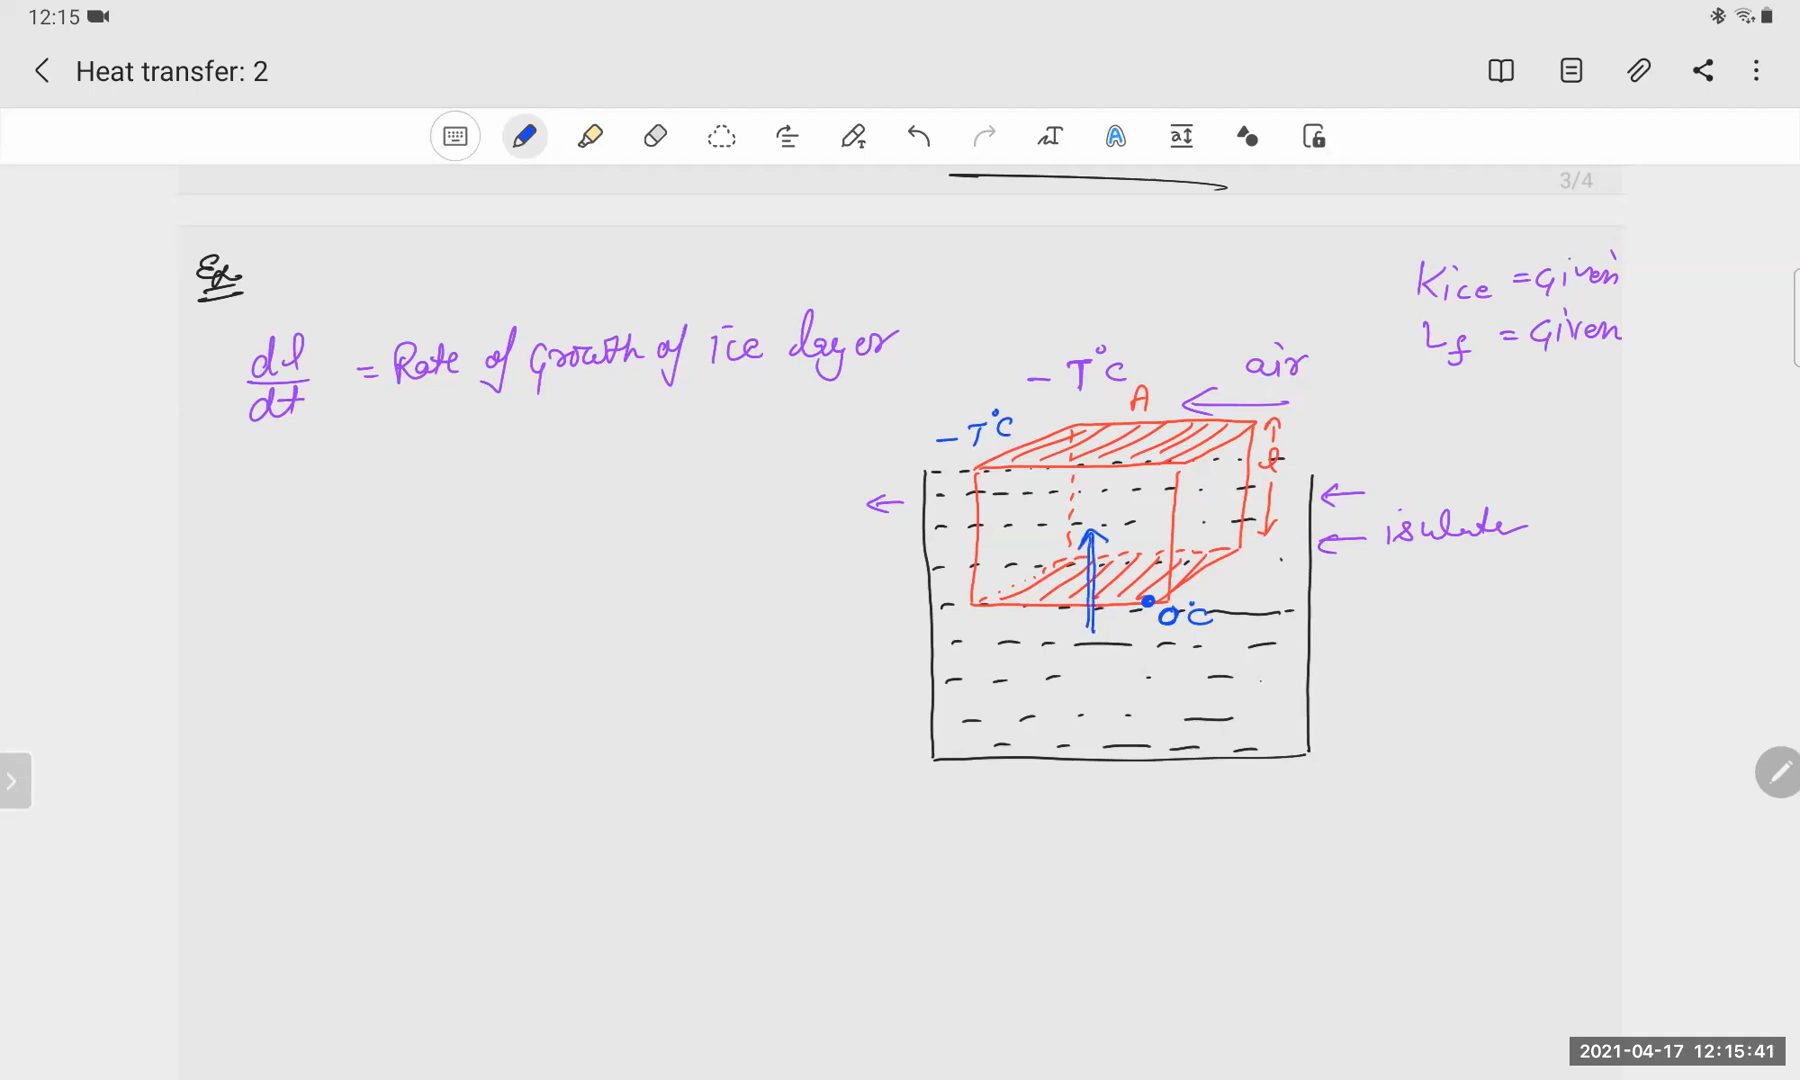 12:15
Heat transfer: 2
3/4
Eg
Kice = Given
Lf = Given
dl/dt = Rate of Growth of Ice layer
- T°C
air
A
- T°C
l
isulate
0°C
2021-04-17 12:15:41